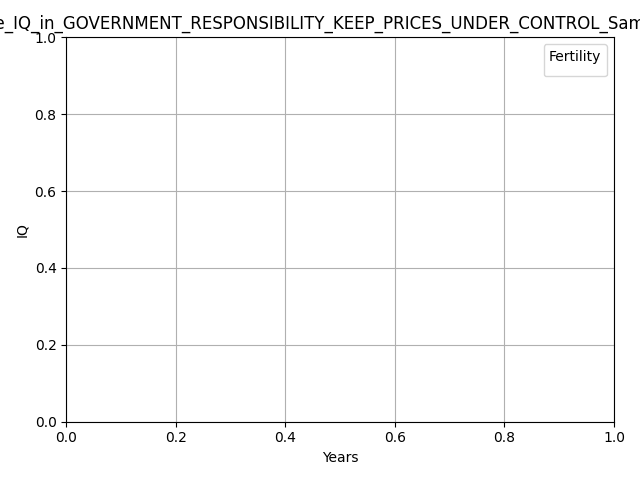 e_IQ_in_GOVERNMENT_RESPONSIBILITY_KEEP_PRICES_UNDER_CONTROL_Sam
Fertility
1.0
0.8
0.6
0.4
0.2
0.0
IQ
0.0 0.2 0.4 0.6 0.8 1.0
Years